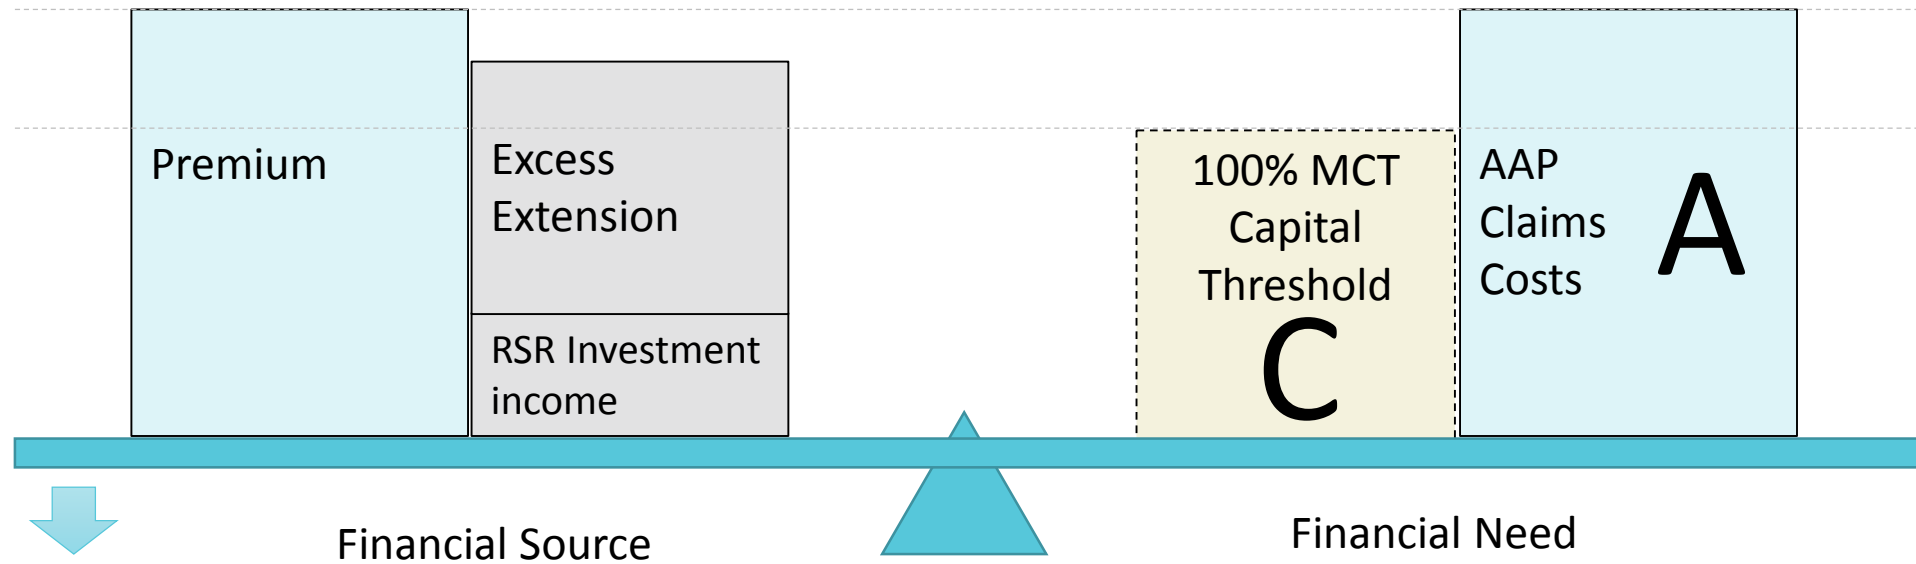 Premium
Excess
Extension
RSR Investment
income
100% MCT
Capital
Threshold
C
AAP
Claims
Costs
A
Financial Source
Financial Need